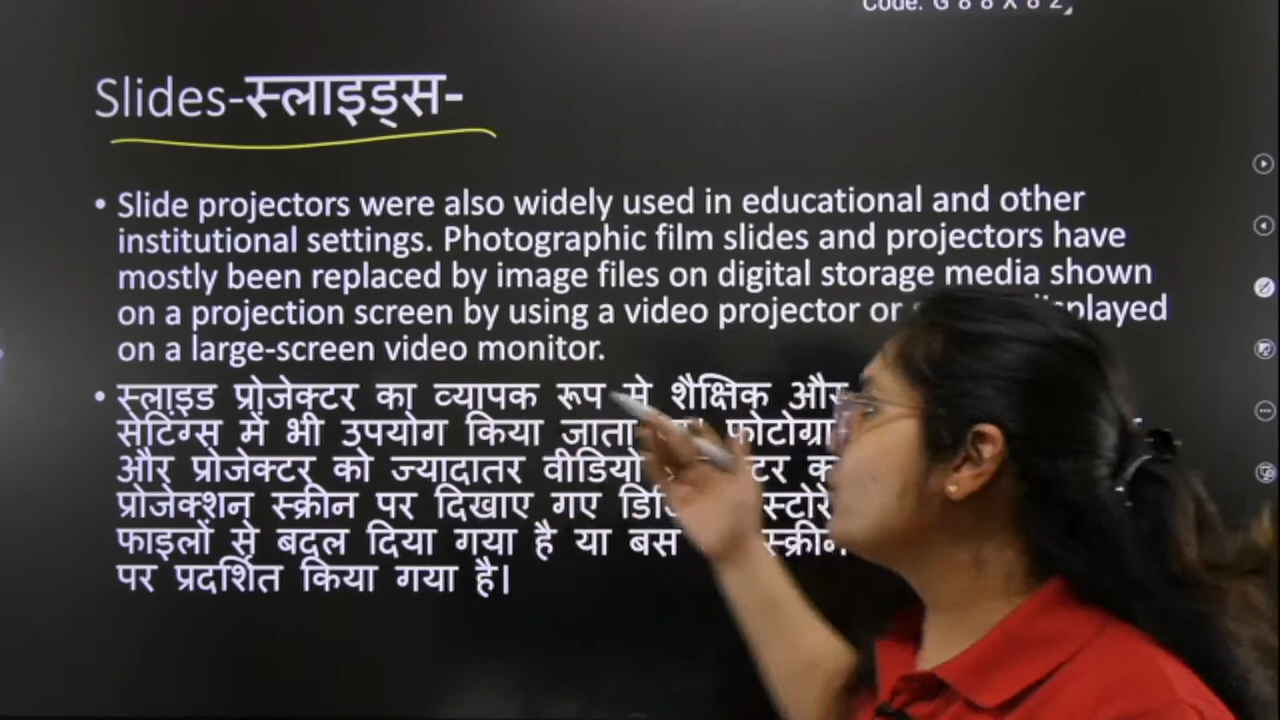 Code: G 8 8 X 8 2
Slides-स्लाइड्स-
• Slide projectors were also widely used in educational and other
institutional settings. Photographic film slides and projectors have
mostly been replaced by image files on digital storage media shown
on a projection screen by using a video projector or displayed
on a large-screen video monitor.
• स्लाइड प्रोजेक्टर का व्यापक रूप से शैक्षिक और
सेटिंग्स में भी उपयोग किया जाता
और प्रोजेक्टर को ज्यादातर वीडियो
प्रोजेक्शन स्क्रीन पर दिखाए गए
फाइलों से बदल दिया गया है या बस
पर प्रदर्शित किया गया है।